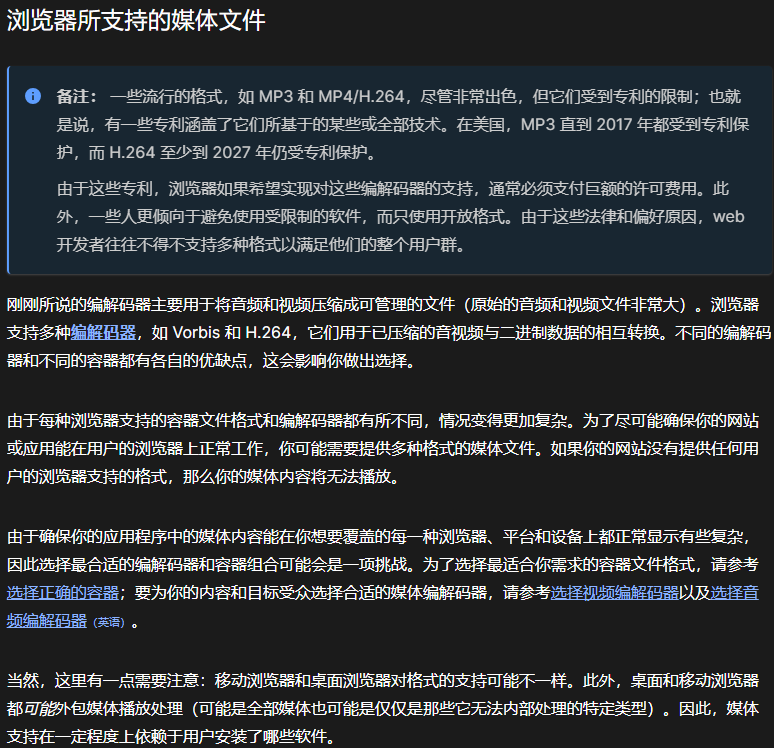 浏览器所支持的媒体文件
备注： 一些流行的格式，如 MP3 和 MP4/H.264，尽管非常出色，但它们受到专利的限制；也就
是说，有一些专利涵盖了它们所基于的某些或全部技术。在美国，MP3 直到 2017 年都受到专利保
护，而 H.264 至少到 2027 年仍受专利保护。
由于这些专利，浏览器如果希望实现对这些编解码器的支持，通常必须支付巨额的许可费用。此
外，一些人更倾向于避免使用受限制的软件，而只使用开放格式。由于这些法律和偏好原因，web
开发者往往不得不支持多种格式以满足他们的整个用户群。
刚刚所说的编解码器主要用于将音频和视频压缩成可管理的文件（原始的音频和视频文件非常大）。浏览器
支持多种编解码器，如 Vorbis 和 H.264，它们用于已压缩的音视频与二进制数据的相互转换。不同的编解码
器和不同的容器都有各自的优缺点，这会影响你做出选择。
由于每种浏览器支持的容器文件格式和编解码器都有所不同，情况变得更加复杂。为了尽可能确保你的网站
或应用能在用户的浏览器上正常工作，你可能需要提供多种格式的媒体文件。如果你的网站没有提供任何用
户的浏览器支持的格式，那么你的媒体内容将无法播放。
由于确保你的应用程序中的媒体内容能在你想要覆盖的每一种浏览器、平台和设备上都正常显示有些复杂，
因此选择最合适的编解码器和容器组合可能会是一项挑战。为了选择最适合你需求的容器文件格式，请参考
选择正确的容器；要为你的内容和目标受众选择合适的媒体编解码器，请参考选择视频编解码器以及选择音
频编解码器（英语）。
当然，这里有一点需要注意：移动浏览器和桌面浏览器对格式的支持可能不一样。此外，桌面和移动浏览器
都可能外包媒体播放处理（可能是全部媒体也可能是仅仅是那些它无法内部处理的特定类型）。因此，媒体
支持在一定程度上依赖于用户安装了哪些软件。